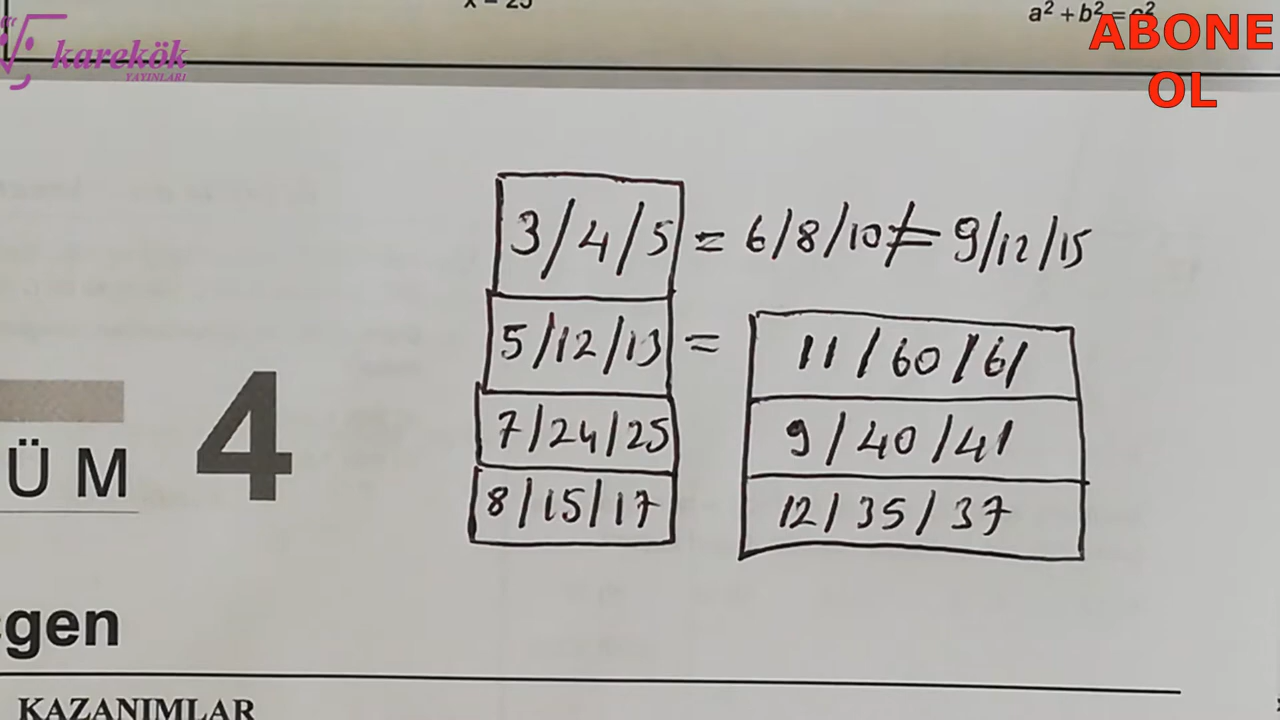 x = 25
a² + b² = c²
karekök
YAYINLARI
ABONE
OL
3/4/5 = 6/8/10 = 9/12/15
5/12/13 =
7/24/25
8/15/17
11/60/61
9/40/41
12/35/37
ÜM 4
gen
KAZANIMLAR